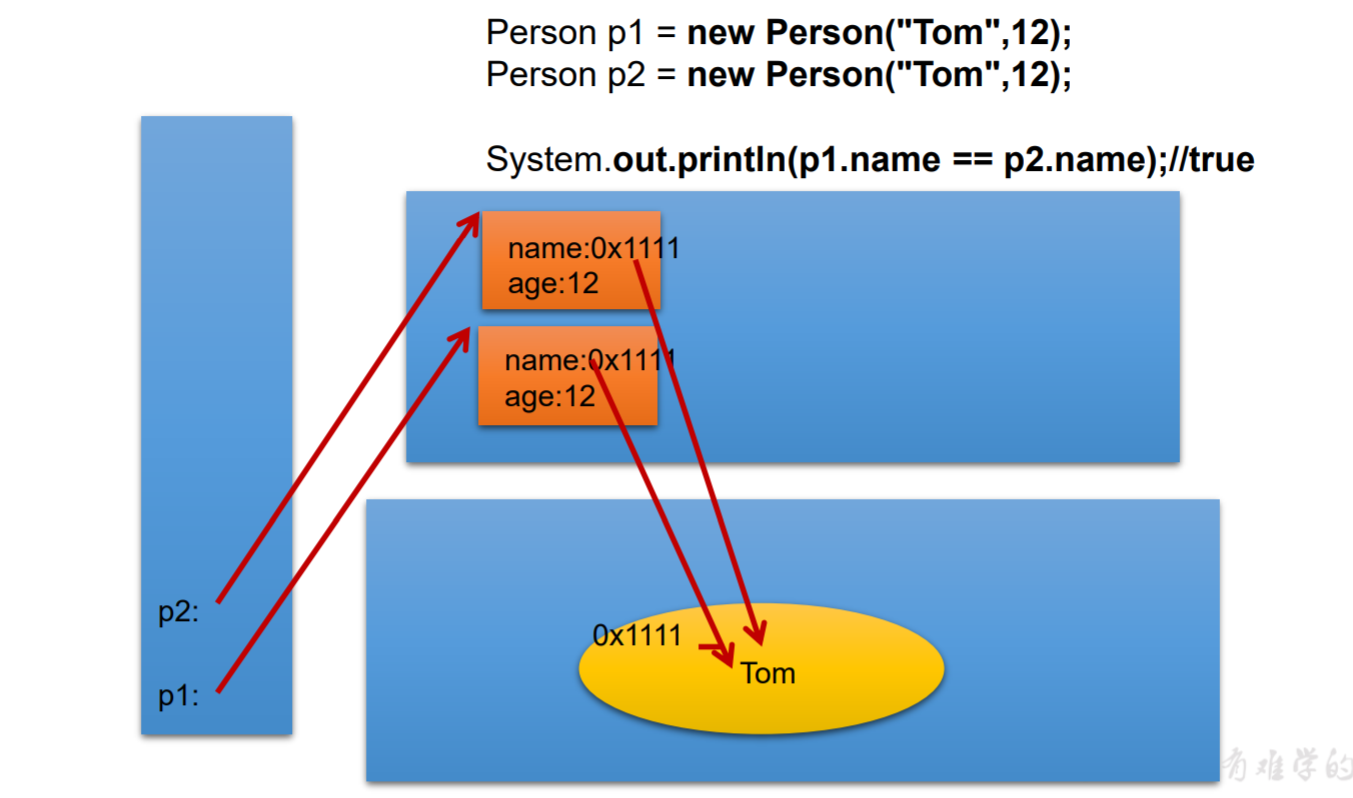 Person p1 = new Person("Tom",12);
Person p2 = new Person("Tom",12);
System.out.println(p1.name == p2.name);//true
name:0x1111
age:12
name:0x1111
age:12
p2:
p1:
0x1111
Tom
有难学的